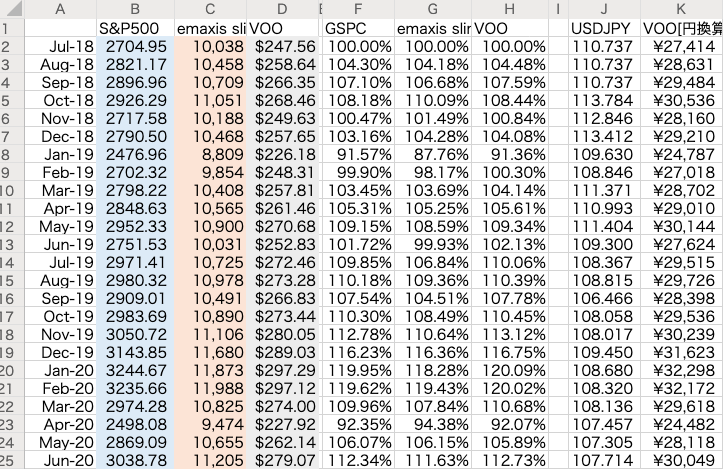 A B C D E F G H I J K
1 S&P500 emaxis sli VOO GSPC emaxis slir VOO USDJPY VOO[円換算
2 Jul-18 2704.95 10,038 $247.56 100.00% 100.00% 100.00% 110.737 ¥27,414
3 Aug-18 2821.17 10,458 $258.64 104.30% 104.18% 104.48% 110.737 ¥28,631
4 Sep-18 2896.96 10,709 $266.35 107.10% 106.68% 107.59% 110.737 ¥29,484
5 Oct-18 2926.29 11,051 $268.46 108.18% 110.09% 108.44% 113.784 ¥30,536
6 Nov-18 2717.58 10,188 $249.63 100.47% 101.49% 100.84% 112.846 ¥28,160
7 Dec-18 2790.50 10,468 $257.65 103.16% 104.28% 104.08% 113.412 ¥29,210
8 Jan-19 2476.96 8,809 $226.18 91.57% 87.76% 91.36% 109.630 ¥24,787
9 Feb-19 2702.32 9,854 $248.31 99.90% 98.17% 100.30% 108.846 ¥27,018
10 Mar-19 2798.22 10,408 $257.81 103.45% 103.69% 104.14% 111.371 ¥28,702
11 Apr-19 2848.63 10,565 $261.46 105.31% 105.25% 105.61% 110.993 ¥29,010
12 May-19 2952.33 10,900 $270.68 109.15% 108.59% 109.34% 111.404 ¥30,144
13 Jun-19 2751.53 10,031 $252.83 101.72% 99.93% 102.13% 109.300 ¥27,624
14 Jul-19 2971.41 10,725 $272.46 109.85% 106.84% 110.06% 108.367 ¥29,515
15 Aug-19 2980.32 10,978 $273.28 110.18% 109.36% 110.39% 108.815 ¥29,726
16 Sep-19 2909.01 10,491 $266.83 107.54% 104.51% 107.78% 106.466 ¥28,398
17 Oct-19 2983.69 10,890 $273.44 110.30% 108.49% 110.45% 108.058 ¥29,536
18 Nov-19 3050.72 11,106 $280.05 112.78% 110.64% 113.12% 108.017 ¥30,239
19 Dec-19 3143.85 11,680 $289.03 116.23% 116.36% 116.75% 109.450 ¥31,623
20 Jan-20 3244.67 11,873 $297.29 119.95% 118.28% 120.09% 108.680 ¥32,298
21 Feb-20 3235.66 11,988 $297.12 119.62% 119.43% 120.02% 108.320 ¥32,172
22 Mar-20 2974.28 10,825 $274.00 109.96% 107.84% 110.68% 108.136 ¥29,618
23 Apr-20 2498.08 9,474 $227.92 92.35% 94.38% 92.07% 107.457 ¥24,482
24 May-20 2869.09 10,655 $262.14 106.07% 106.15% 105.89% 107.305 ¥28,118
25 Jun-20 3038.78 11,205 $279.07 112.34% 111.63% 112.73% 107.714 ¥30,049